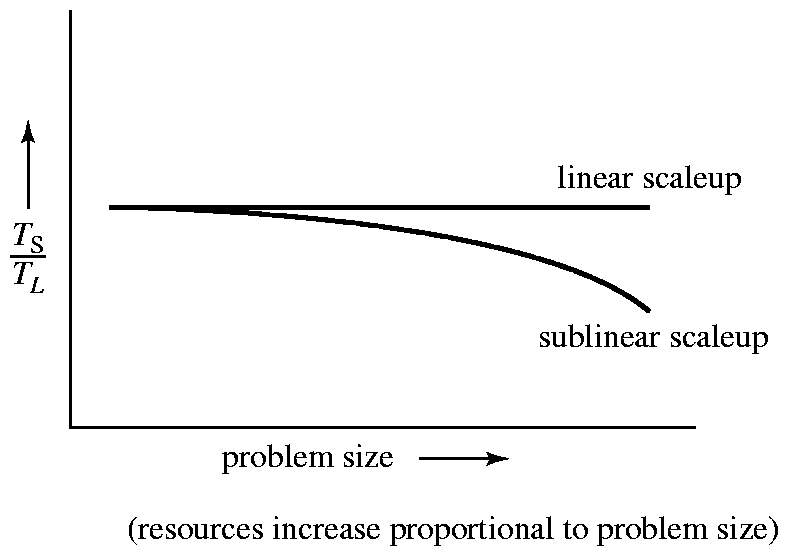 linear scaleup
T_S
T_L
sublinear scaleup
problem size
(resources increase proportional to problem size)